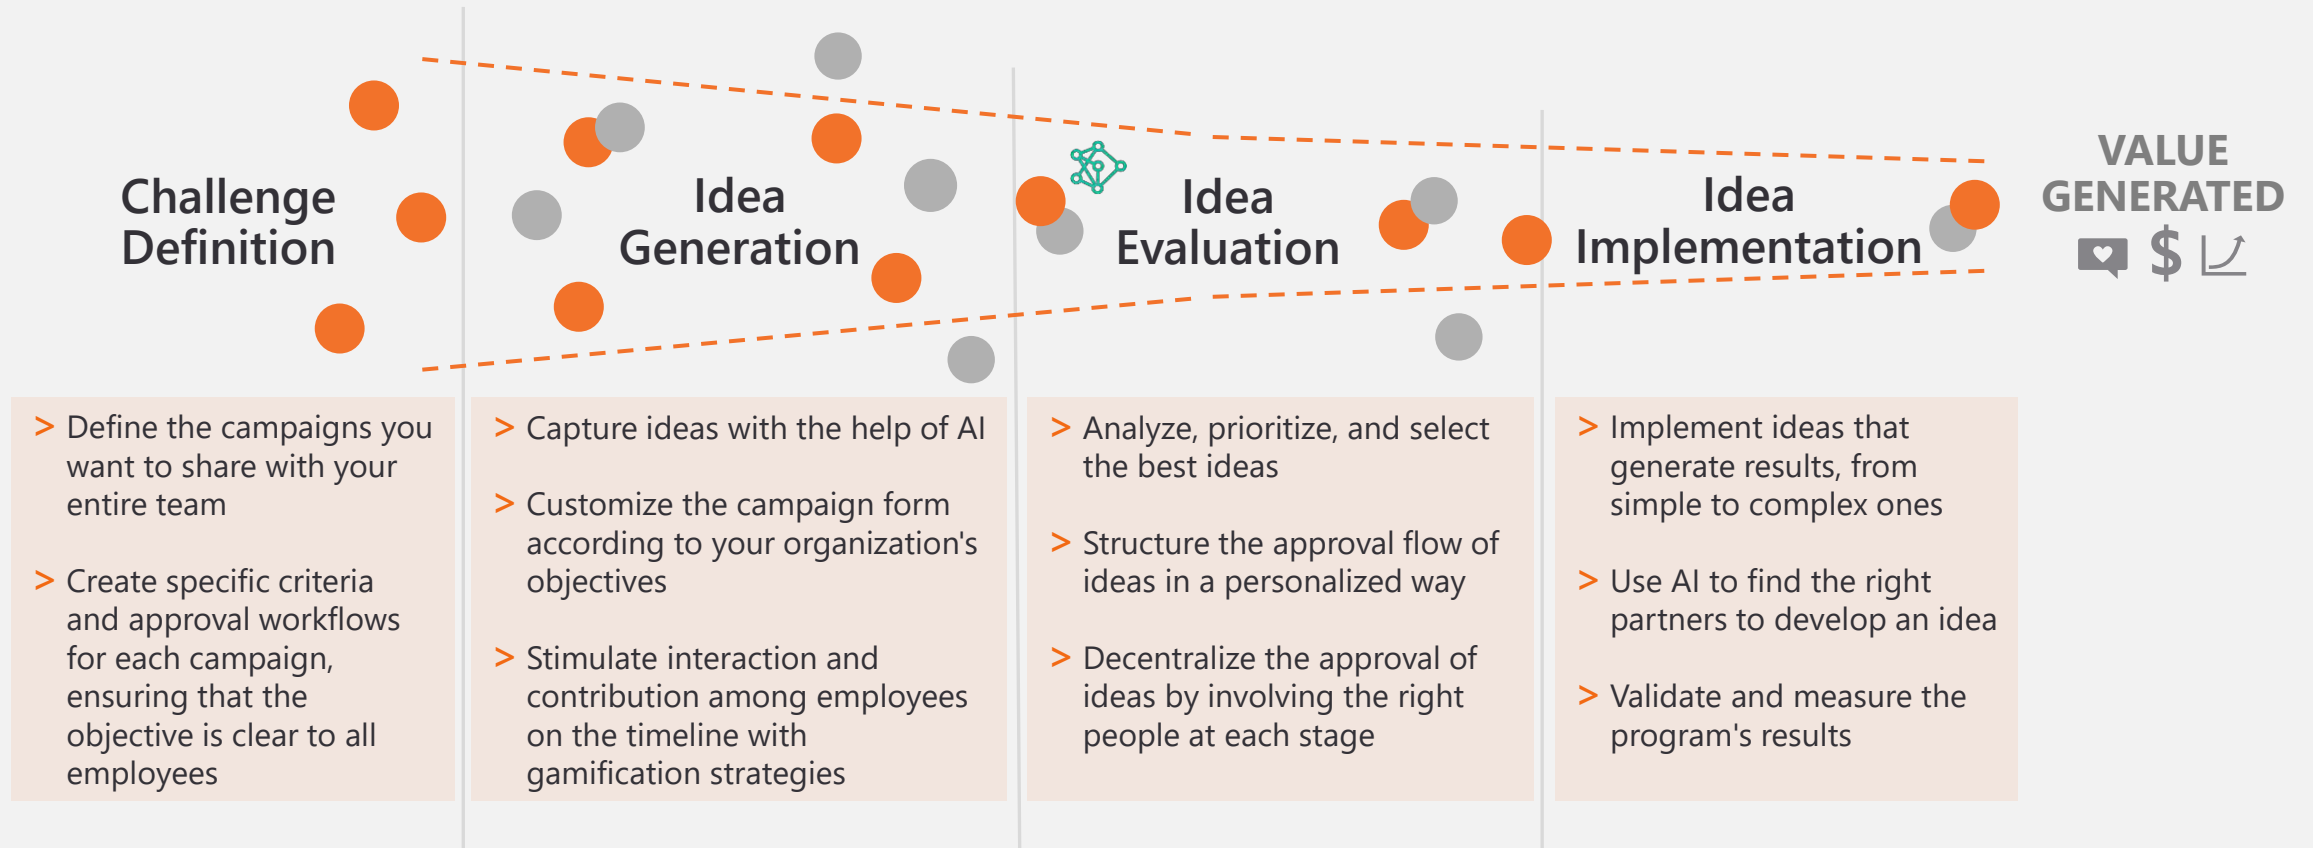 Challenge
Definition
Idea
Generation
Idea
Evaluation
Idea
Implementation
VALUE
GENERATED
$
> Define the campaigns you
want to share with your
entire team
> Create specific criteria
and approval workflows
for each campaign,
ensuring that the
objective is clear to all
employees
> Capture ideas with the help of AI
> Customize the campaign form
according to your organization's
objectives
> Stimulate interaction and
contribution among employees
on the timeline with
gamification strategies
> Analyze, prioritize, and select
the best ideas
> Structure the approval flow of
ideas in a personalized way
> Decentralize the approval of
ideas by involving the right
people at each stage
> Implement ideas that
generate results, from
simple to complex ones
> Use AI to find the right
partners to develop an idea
> Validate and measure the
program's results